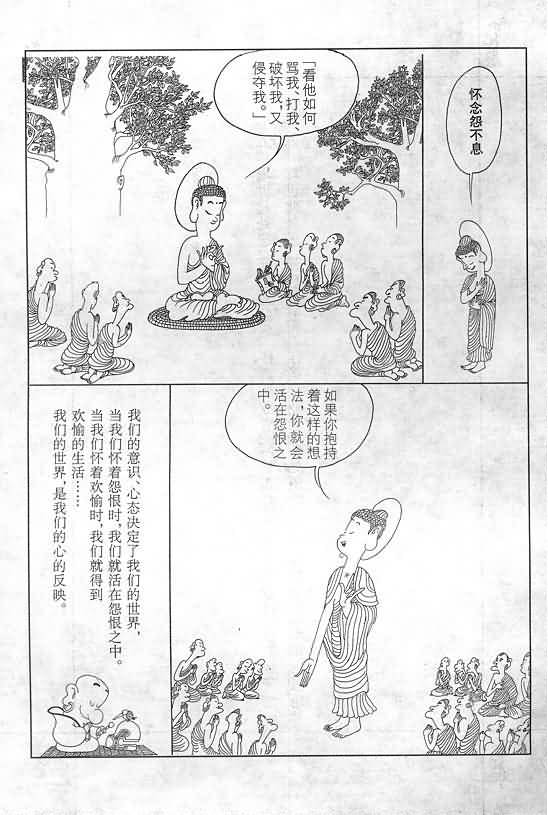 怀念怨不息
「看他如何
骂我、打我、
破坏我,又
侵夺我。」
如果你抱持
着这样的想
法,你就会
活在怨恨之
中。
我们的意识、心态决定了我们的世界,
当我们怀着怨恨时,我们就活在怨恨之中。
当我们怀着欢愉时,我们就得到
欢愉的生活……
我们的世界,是我们的心的反映。